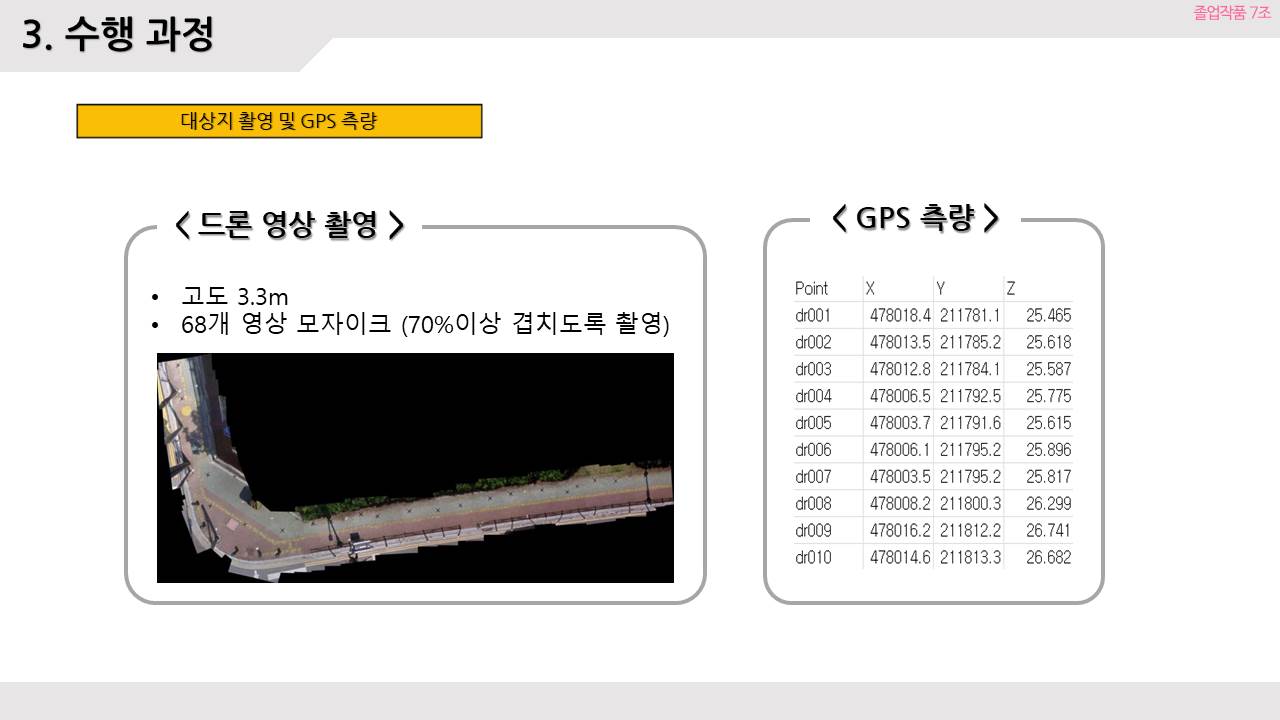 3. 수행 과정
졸업작품 7조
대상지 촬영 및 GPS 측량
< 드론 영상 촬영 >
• 고도 3.3m
• 68개 영상 모자이크 (70%이상 겹치도록 촬영)
< GPS 측량 >
Point X Y Z
dr001 478018.4 211781.1 25.465
dr002 478013.5 211785.2 25.618
dr003 478012.8 211784.1 25.587
dr004 478006.5 211792.5 25.775
dr005 478003.7 211791.6 25.615
dr006 478006.1 211795.2 25.896
dr007 478003.5 211795.2 25.817
dr008 478008.2 211800.3 26.299
dr009 478016.2 211812.2 26.741
dr010 478014.6 211813.3 26.682